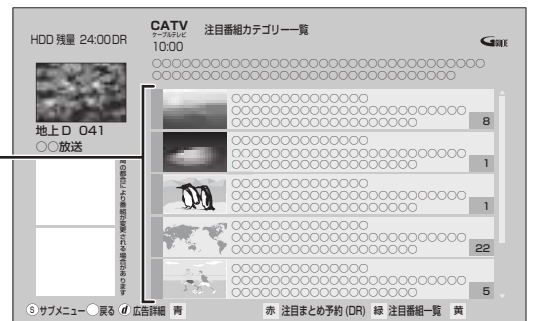 HDD 残量 24:00 DR
CATV
ケーブルテレビ
10:00
注目番組カテゴリー一覧
GGUIDE
○○○○○○○○○○○○○○○○○○○○○○○○○○○○○○○○○○
○○○○○○○○○○○○○○○○○○○○○○○○○○○○○○○
地上D 041
○○放送
○○○○○○○○○○○○○○
○○○○○○○○○○○○○○○○○○○○○○○○
○○○○○○○○○○○○○○○○○○○
8
○○○○○○○○○○○○○○
○○○○○○○○○○○○○○○○○○○○○○○○
○○○○○○○○○○○○○○○○○○○
1
○○○○○○○○○○○○○○
○○○○○○○○○○○○○○○○○○○○○○○○
○○○○○○○○○○○○○○○○○○○
1
○○○○○○○○○○○○○○
○○○○○○○○○○○○○○○○○○○○○○○○
○○○○○○○○○○○○○○○○○○○
22
○○○○○○○○○○○○○○
○○○○○○○○○○○○○○○○○○○○○○○○
○○○○○○○○○○○○○○○○○○○
5
局の都合により番組が変更される場合があります
Ⓢ サブメニュー ○戻る ⓓ 広告詳細 青 赤 注目まとめ予約 (DR) 緑 注目番組一覧 黄